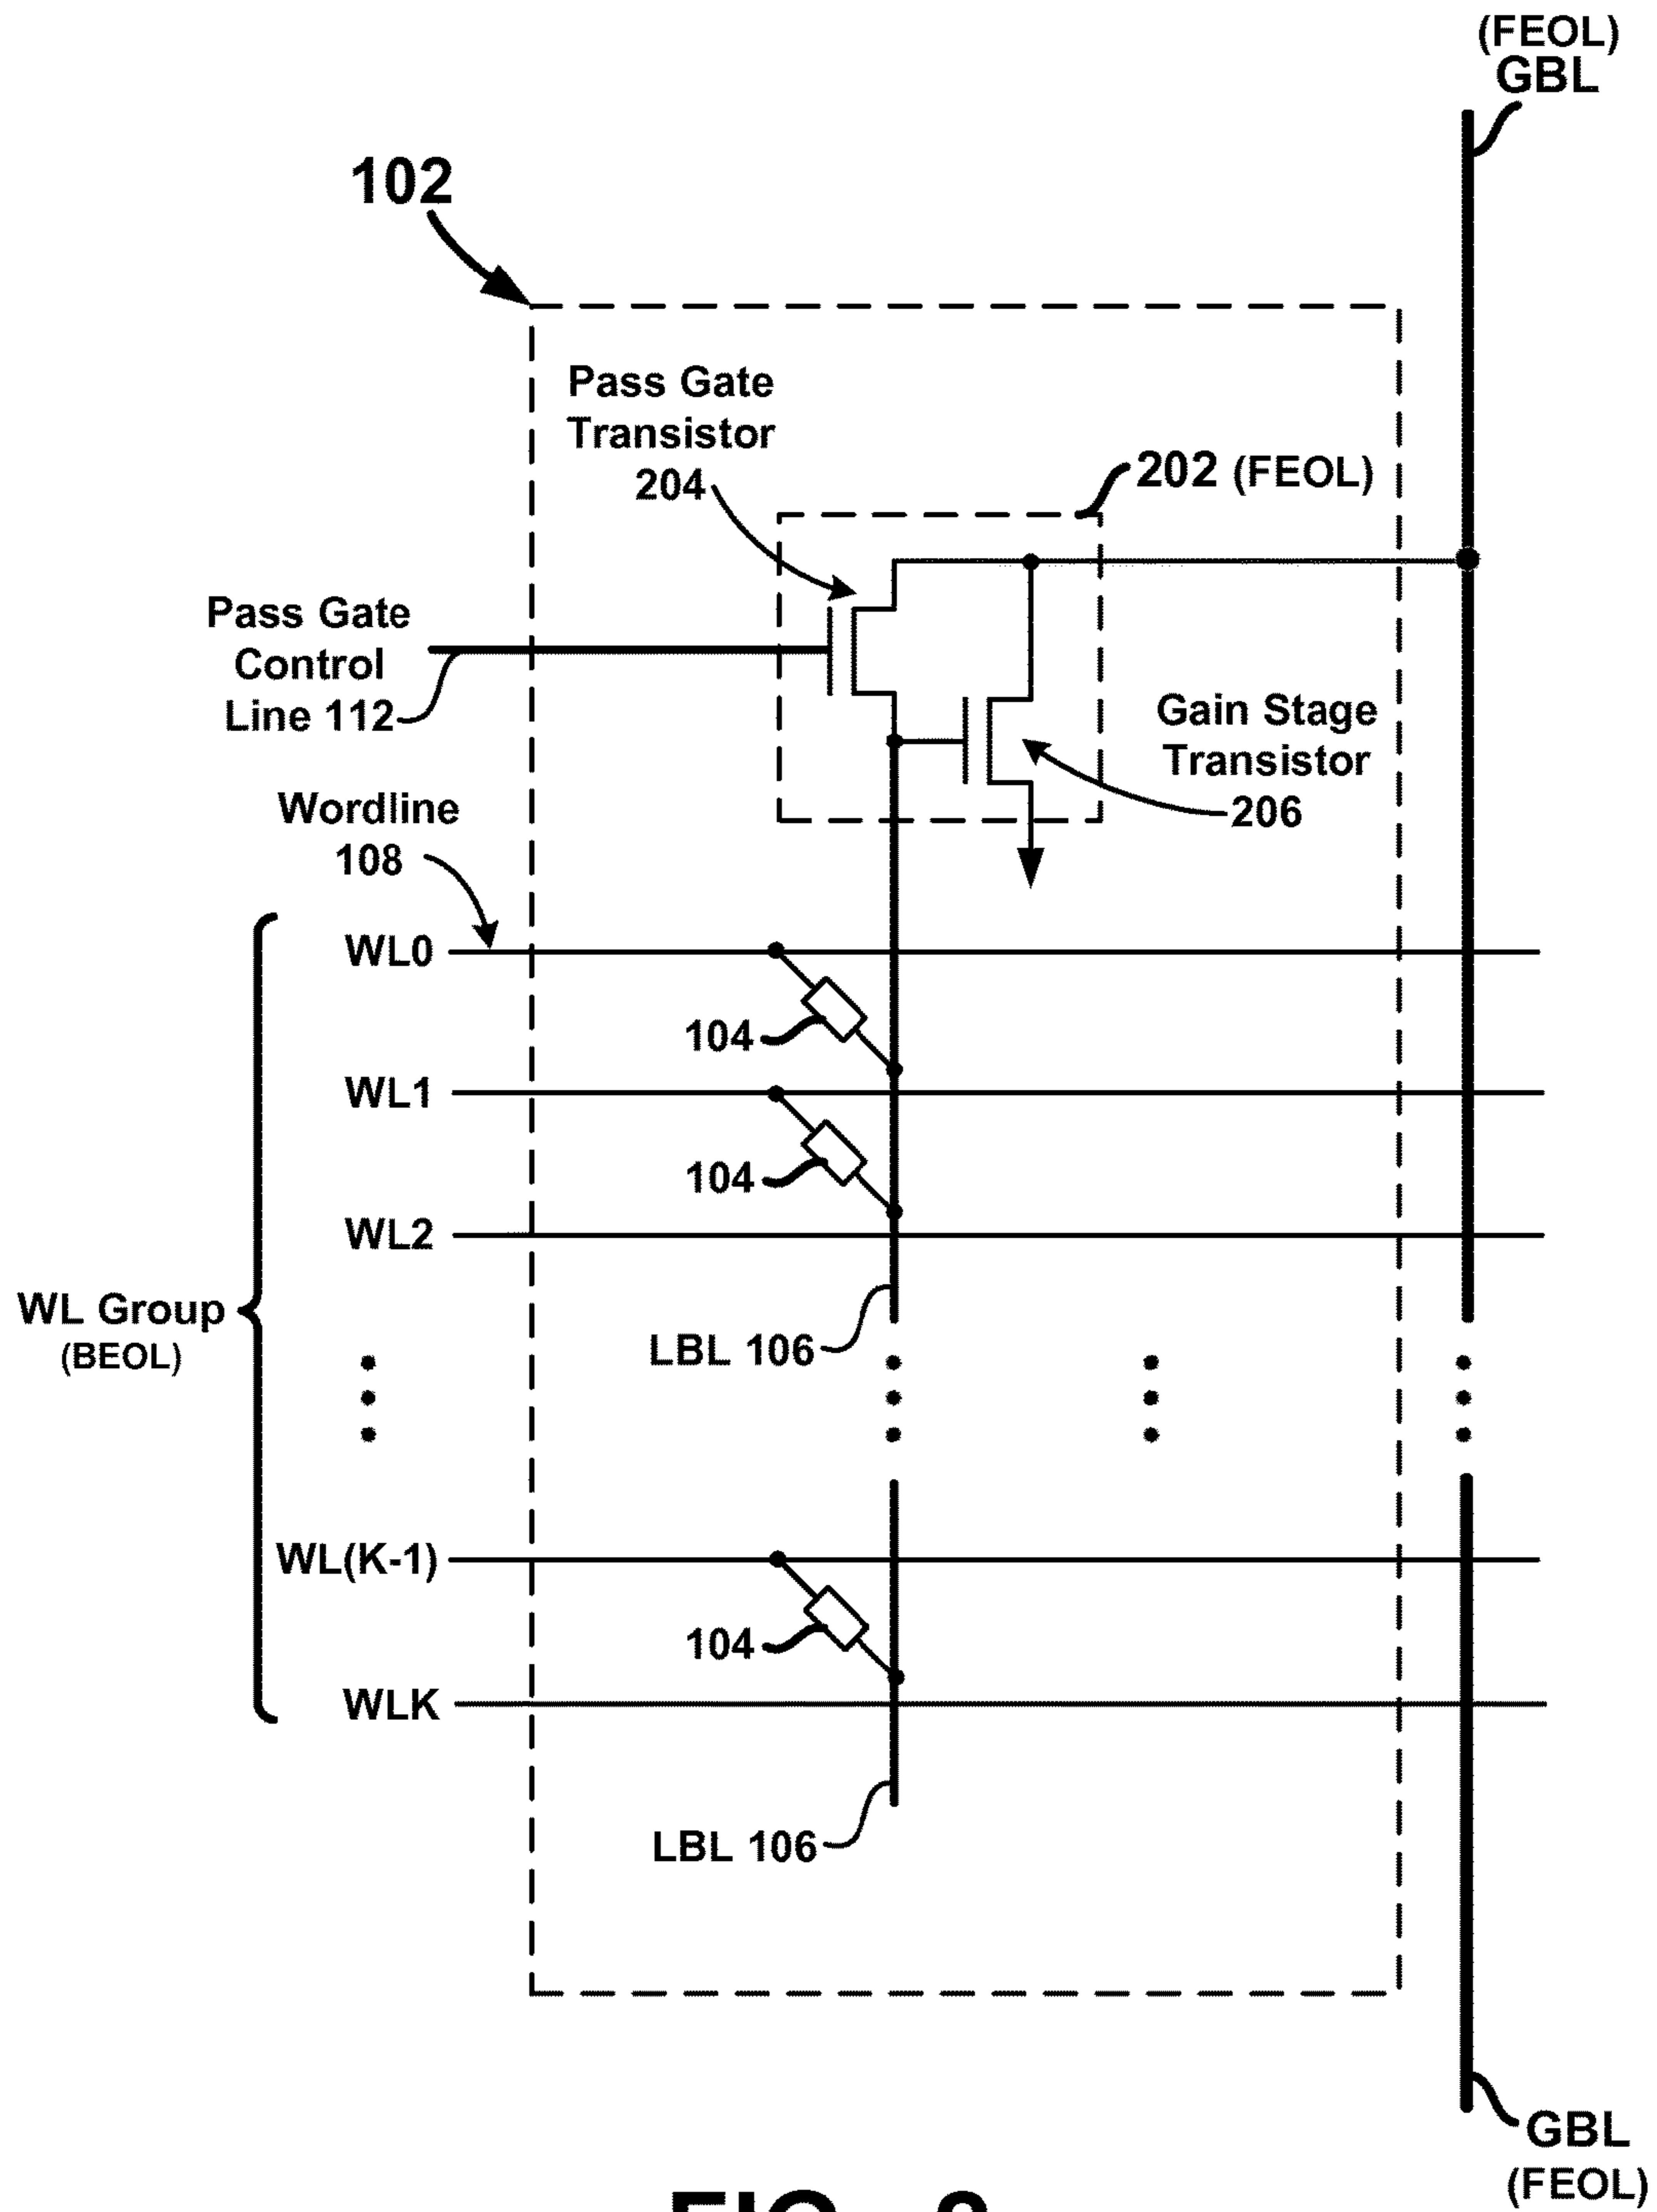 (FEOL)
GBL
102
Pass Gate
Transistor
204
202 (FEOL)
Pass Gate
Control
Line 112
Gain Stage
Transistor
206
Wordline
108
WL0
104
WL1
104
WL2
WL Group
(BEOL)
LBL 106
WL(K-1)
104
WLK
LBL 106
GBL
(FEOL)